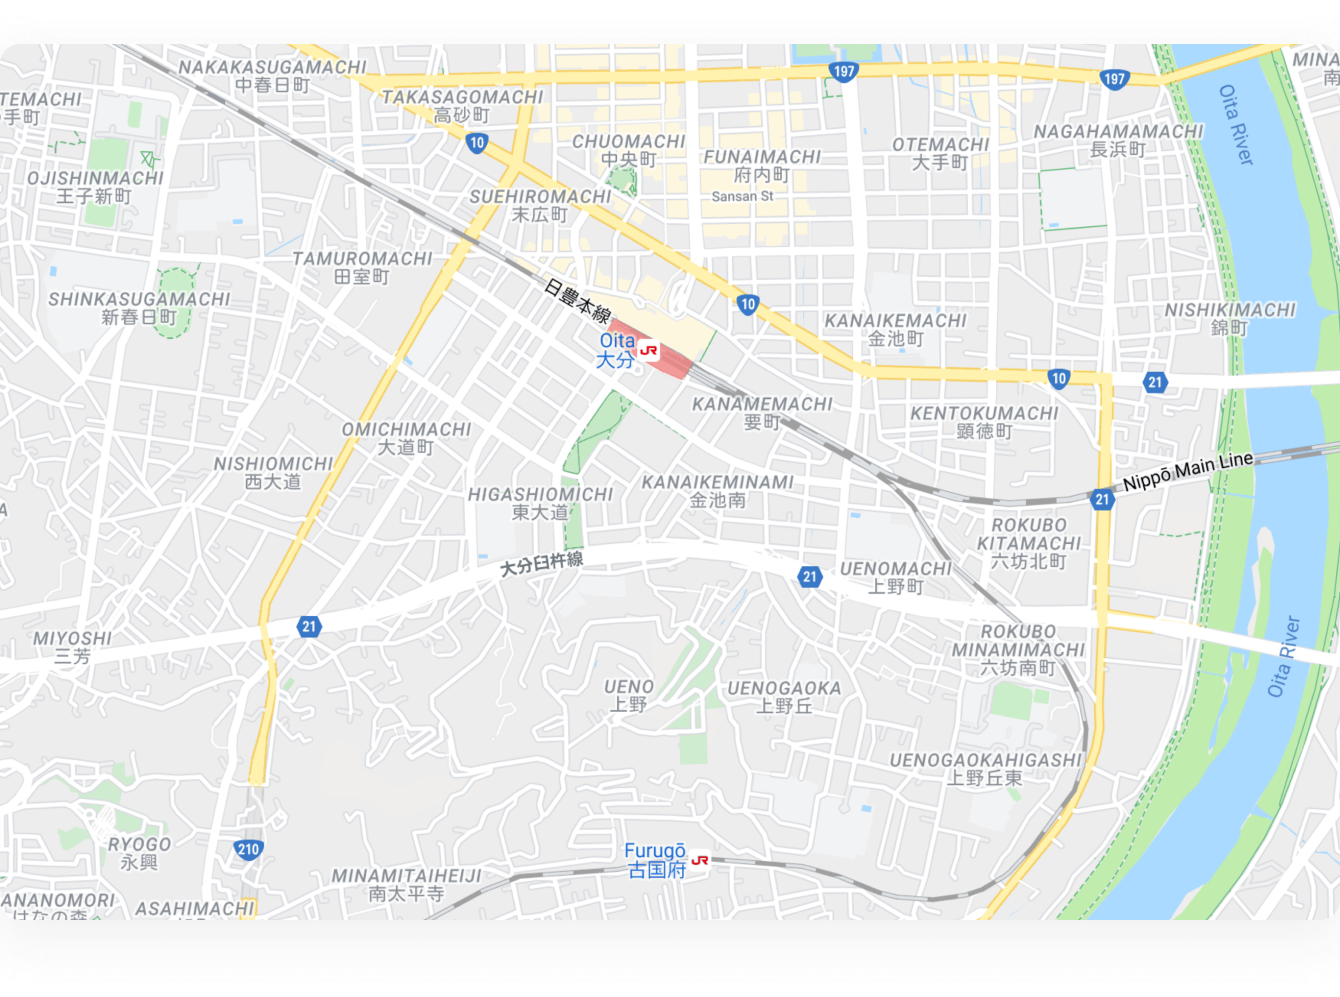 NAKAKASUGAMACHI
中春日町
TEMACHI
手町
TAKASAGOMACHI
高砂町
197
197
MINA
南
Oita River
10
CHUOMACHI
中央町
FUNAIMACHI
府内町
Sansan St
OTEMACHI
大手町
NAGAHAMAMACHI
長浜町
OJISHINMACHI
王子新町
SUEHIROMACHI
末広町
TAMUROMACHI
田室町
SHINKASUGAMACHI
新春日町
日豊本線
10
KANAIKEMACHI
金池町
NISHIKIMACHI
錦町
Oita
大分
JR
10
21
KANAMEMACHI
要町
KENTOKUMACHI
顕徳町
OMICHIMACHI
大道町
NISHIOMICHI
西大道
HIGASHIOMICHI
東大道
KANAIKEMINAMI
金池南
Nippō Main Line
21
A
ROKUBO
KITAMACHI
六坊北町
大分臼杵線
21
UENOMACHI
上野町
21
MIYOSHI
三芳
ROKUBO
MINAMIMACHI
六坊南町
Oita River
UENO
上野
UENOGAOKA
上野丘
UENOGAOKAHIGASHI
上野丘東
RYOGO
永興
210
Furugō
古国府
JR
MINAMITAIHEIJI
南太平寺
ANANOMORI
はなの森
ASAHIMACHI